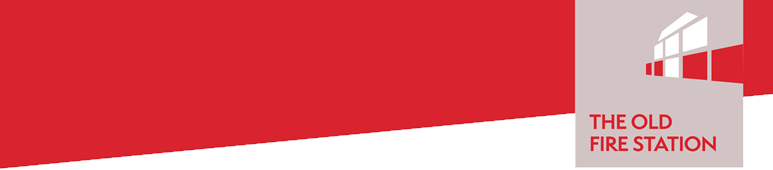 THE OLD
FIRE STATION